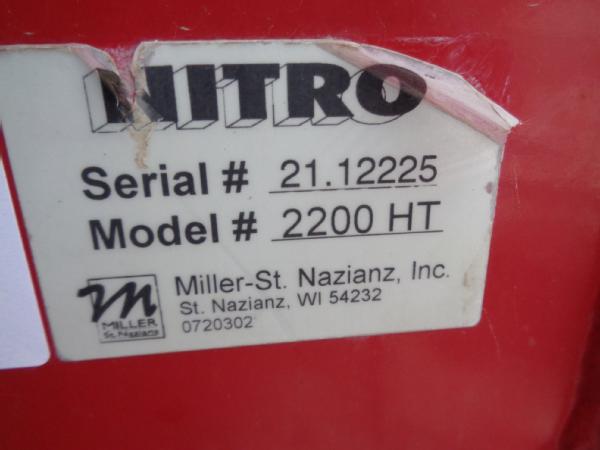 NITRO
Serial # 21.12225
Model # 2200 HT
Miller-St. Nazianz, Inc.
St. Nazianz, WI 54232
0720302
m
MILLER
St. Nazianz